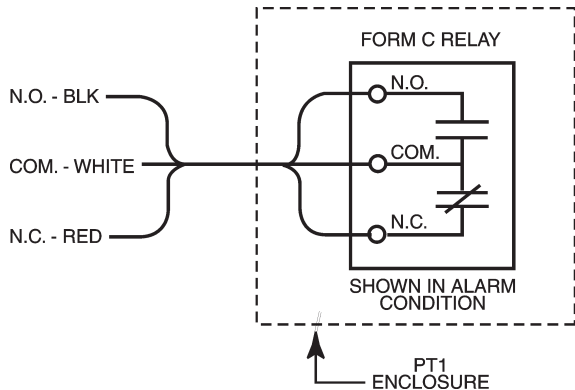 FORM C RELAY
N.O. - BLK
N.O.
COM. - WHITE
COM.
N.C. - RED
N.C.
SHOWN IN ALARM
CONDITION
PT1
ENCLOSURE